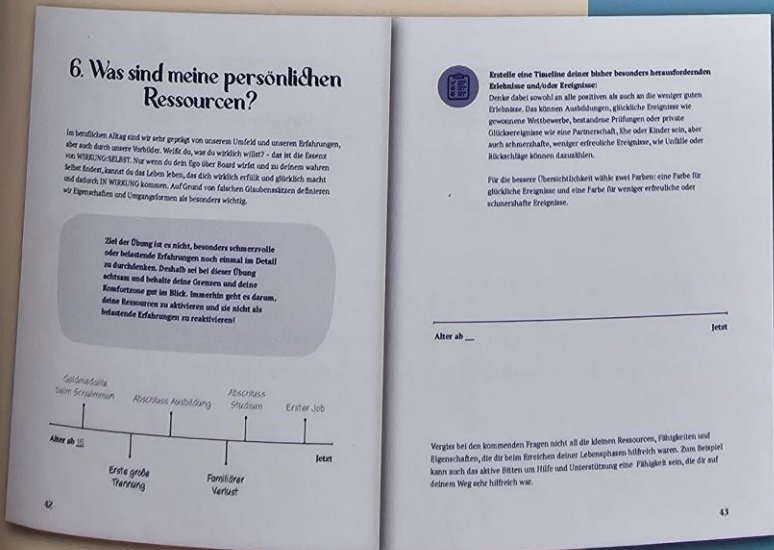 6. Was sind meine persönlichen
Ressourcen?
Im beruflichen Alltag sind wir sehr geprägt von unserem Umfeld und unseren Erfahrungen,
aber auch durch unsere Vorbilder. Weißt du, was du wirklich willst? - das ist die Essenz
von WIRKUNG:SELBST. Nur wenn du dein Ego über Board wirfst und zu deinem wahren
Selbst findest, kannst du das Leben leben, das dich wirklich erfüllt und glücklich macht
und dadurch IN WIRKUNG kommen. Auf Grund von falschen Glaubenssätzen definieren
wir Eigenschaften und Umgangsformen als besonders wichtig.
Ziel der Übung ist es nicht, besonders schmerzvolle
oder belastende Erfahrungen noch einmal im Detail
zu durchdenken. Deshalb sei bei dieser Übung
achtsam und behalte deine Grenzen und deine
Komfortzone gut im Blick. Immerhin geht es darum,
deine Ressourcen zu aktivieren und sie nicht als
belastende Erfahrungen zu reaktivieren!
Goldmedaille
beim Schwimmen
Abschluss Ausbildung
Abschluss
Studium
Erster Job
Alter ab 15
Jetzt
Erste große
Trennung
Familiärer
Verlust
42
Erstelle eine Timeline deiner bisher besonders herausfordernden
Erlebnisse und/oder Ereignisse:
Denke dabei sowohl an alle positiven als auch an die weniger guten
Erlebnisse. Das können Ausbildungen, glückliche Ereignisse wie
gewonnene Wettbewerbe, bestandene Prüfungen oder private
Glücksereignisse wie eine Partnerschaft, Ehe oder Kinder sein, aber
auch schmerzhafte, weniger erfreuliche Ereignisse, wie Unfälle oder
Rückschläge können dazuzählen.
Für die bessere Übersichtlichkeit wähle zwei Farben: eine Farbe für
glückliche Ereignisse und eine Farbe für weniger erfreuliche oder
schmerzhafte Ereignisse.
Alter ab __
Jetzt
Vergiss bei den kommenden Fragen nicht all die kleinen Ressourcen, Fähigkeiten und
Eigenschaften, die dir beim Erreichen deiner Lebensphasen hilfreich waren. Zum Beispiel
kann auch das aktive Bitten um Hilfe und Unterstützung eine Fähigkeit sein, die dir auf
deinem Weg sehr hilfreich war.
43